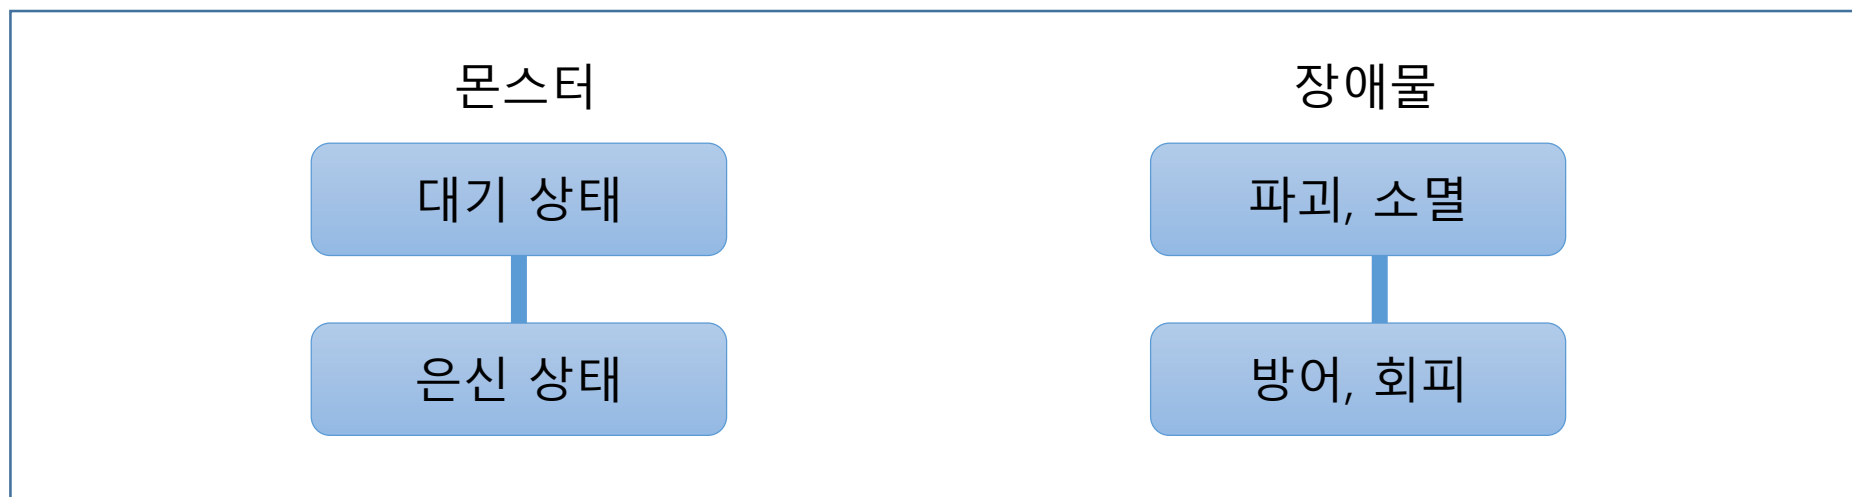 몬스터
대기 상태
은신 상태
장애물
파괴, 소멸
방어, 회피